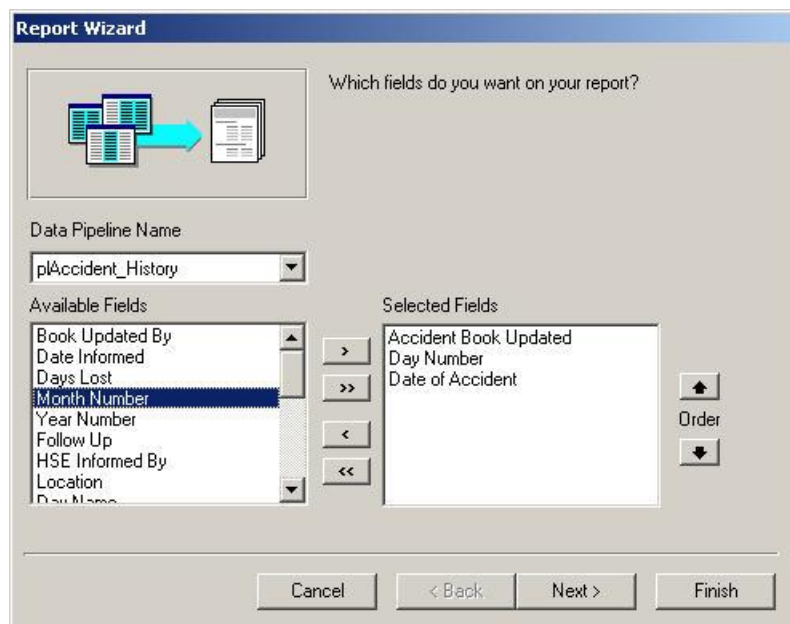 Report Wizard
Which fields do you want on your report?
Data Pipeline Name
plAccident_History
Available Fields
Book Updated By
Date Informed
Days Lost
Month Number
Year Number
Follow Up
HSE Informed By
Location
Day Name
>
>>
<
<<
Selected Fields
Accident Book Updated
Day Number
Date of Accident
Order
Cancel
< Back
Next >
Finish